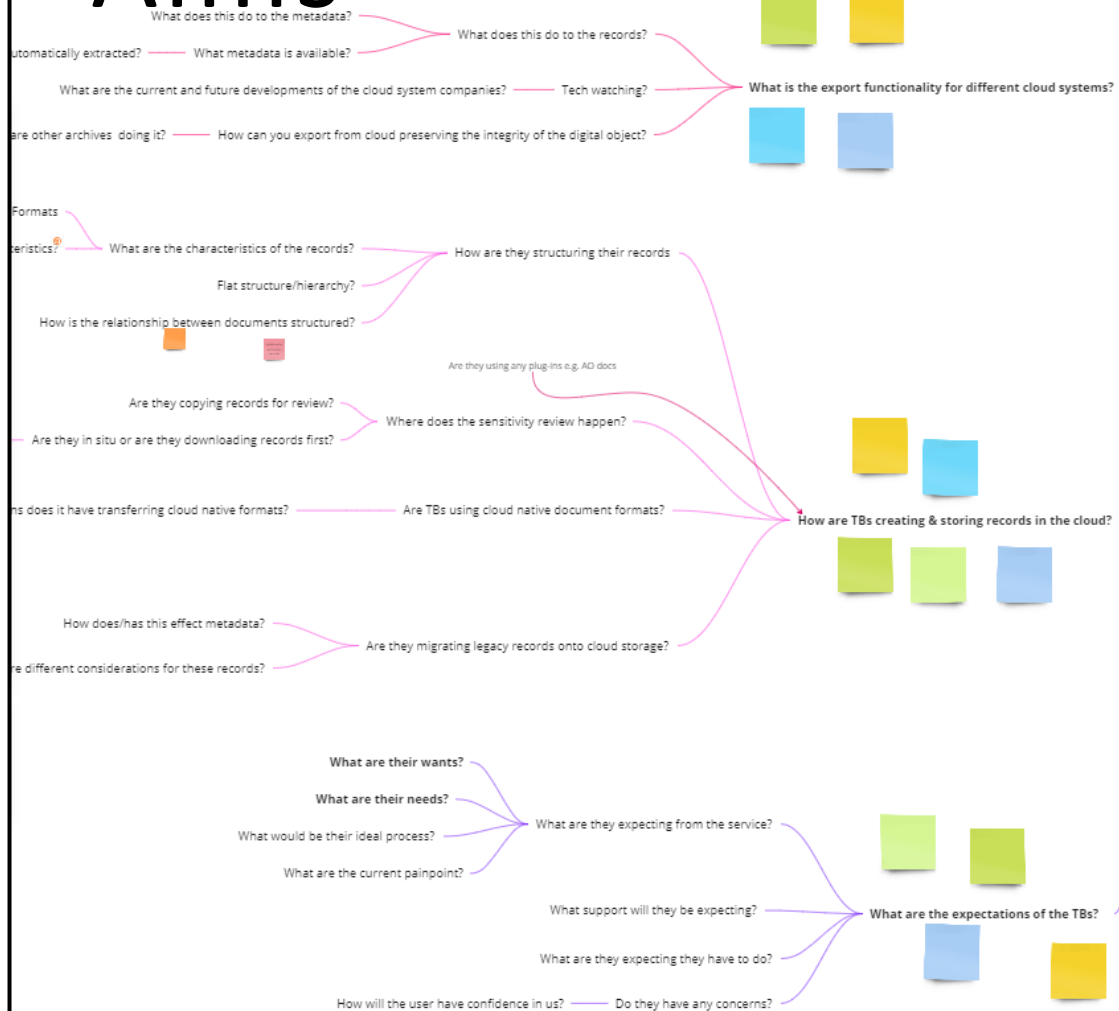 Aims
What does this do to the metadata?
What does this do to the records?
utomatically extracted?
What metadata is available?
What are the current and future developments of the cloud system companies?
Tech watching?
What is the export functionality for different cloud systems?
are other archives doing it?
How can you export from cloud preserving the integrity of the digital object?
Formats
teristics?
What are the characteristics of the records?
How are they structuring their records
Flat structure/hierarchy?
How is the relationship between documents structured?
Are they using any plug-ins e.g. AO docs
Are they copying records for review?
Where does the sensitivity review happen?
Are they in situ or are they downloading records first?
ns does it have transferring cloud native formats?
Are TBs using cloud native document formats?
How are TBs creating & storing records in the cloud?
How does/has this effect metadata?
Are they migrating legacy records onto cloud storage?
re different considerations for these records?
What are their wants?
What are their needs?
What are they expecting from the service?
What would be their ideal process?
What are the current painpoint?
What support will they be expecting?
What are the expectations of the TBs?
What are they expecting they have to do?
How will the user have confidence in us?
Do they have any concerns?